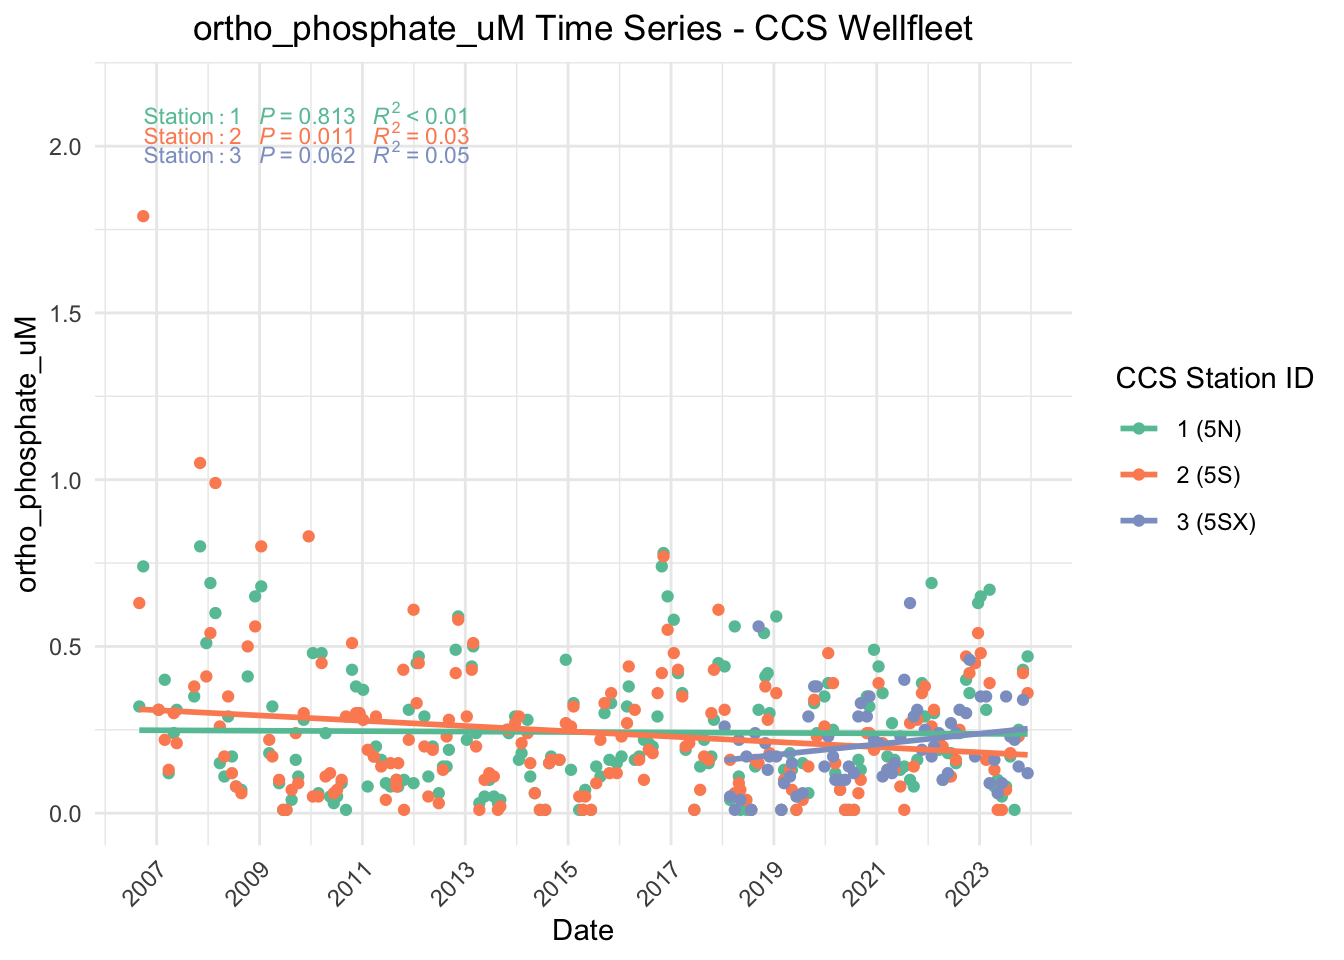 ortho_phosphate_uM Time Series - CCS Wellfleet
Station : 1 P = 0.813 R² < 0.01
Station : 2 P = 0.011 R² = 0.03
Station : 3 P = 0.062 R² = 0.05
ortho_phosphate_uM
2.0
1.5
1.0
0.5
0.0
2007 2009 2011 2013 2015 2017 2019 2021 2023
Date
CCS Station ID
1 (5N)
2 (5S)
3 (5SX)